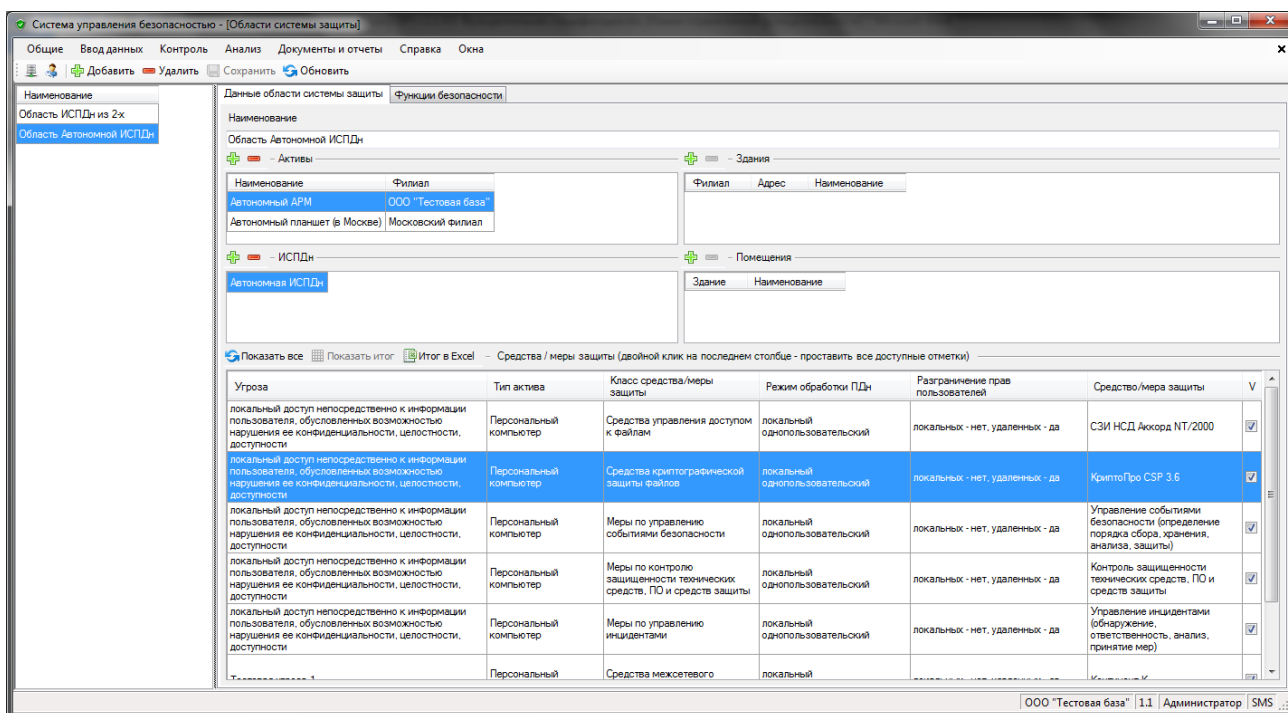 Система управления безопасностью - [Области системы защиты]
Общие Ввод данных Контроль Анализ Документы и отчеты Справка Окна
Добавить Удалить Сохранить Обновить
Наименование
Область ИСПДн из 2-х
Область Автономной ИСПДн
Данные области системы защиты Функции безопасности
Наименование
Область Автономной ИСПДн
- Активы
Наименование Филиал
Автономный АРМ ООО "Тестовая база"
Автономный планшет (в Москве) Московский филиал
- Здания
Филиал Адрес Наименование
- ИСПДн
Автономная ИСПДн
- Помещения
Здание Наименование
Показать все Показать итог Итог в Excel - Средства / меры защиты (двойной клик на последнем столбце - проставить все доступные отметки)
Угроза Тип актива Класс средства/меры защиты Режим обработки ПДн Разграничение прав пользователей Средство/мера защиты V
локальный доступ непосредственно к информации пользователя, обусловленных возможностью нарушения ее конфиденциальности, целостности, доступности Персональный компьютер Средства управления доступом к файлам локальный однопользовательский локальных - нет, удаленных - да СЗИ НСД Аккорд NT/2000
локальный доступ непосредственно к информации пользователя, обусловленных возможностью нарушения ее конфиденциальности, целостности, доступности Персональный компьютер Средства криптографической защиты файлов локальный однопользовательский локальных - нет, удаленных - да КриптоПро CSP 3.6
локальный доступ непосредственно к информации пользователя, обусловленных возможностью нарушения ее конфиденциальности, целостности, доступности Персональный компьютер Меры по управлению событиями безопасности локальный однопользовательский локальных - нет, удаленных - да Управление событиями безопасности (определение порядка сбора, хранения, анализа, защиты)
локальный доступ непосредственно к информации пользователя, обусловленных возможностью нарушения ее конфиденциальности, целостности, доступности Персональный компьютер Меры по контролю защищенности технических средств, ПО и средств защиты локальный однопользовательский локальных - нет, удаленных - да Контроль защищенности технических средств, ПО и средств защиты
локальный доступ непосредственно к информации пользователя, обусловленных возможностью нарушения ее конфиденциальности, целостности, доступности Персональный компьютер Меры по управлению инцидентами локальный однопользовательский локальных - нет, удаленных - да Управление инцидентами (обнаружение, ответственность, анализ, принятие мер)
Персональный Средства межсетевого локальный
ООО "Тестовая база" 1.1 Администратор SMS